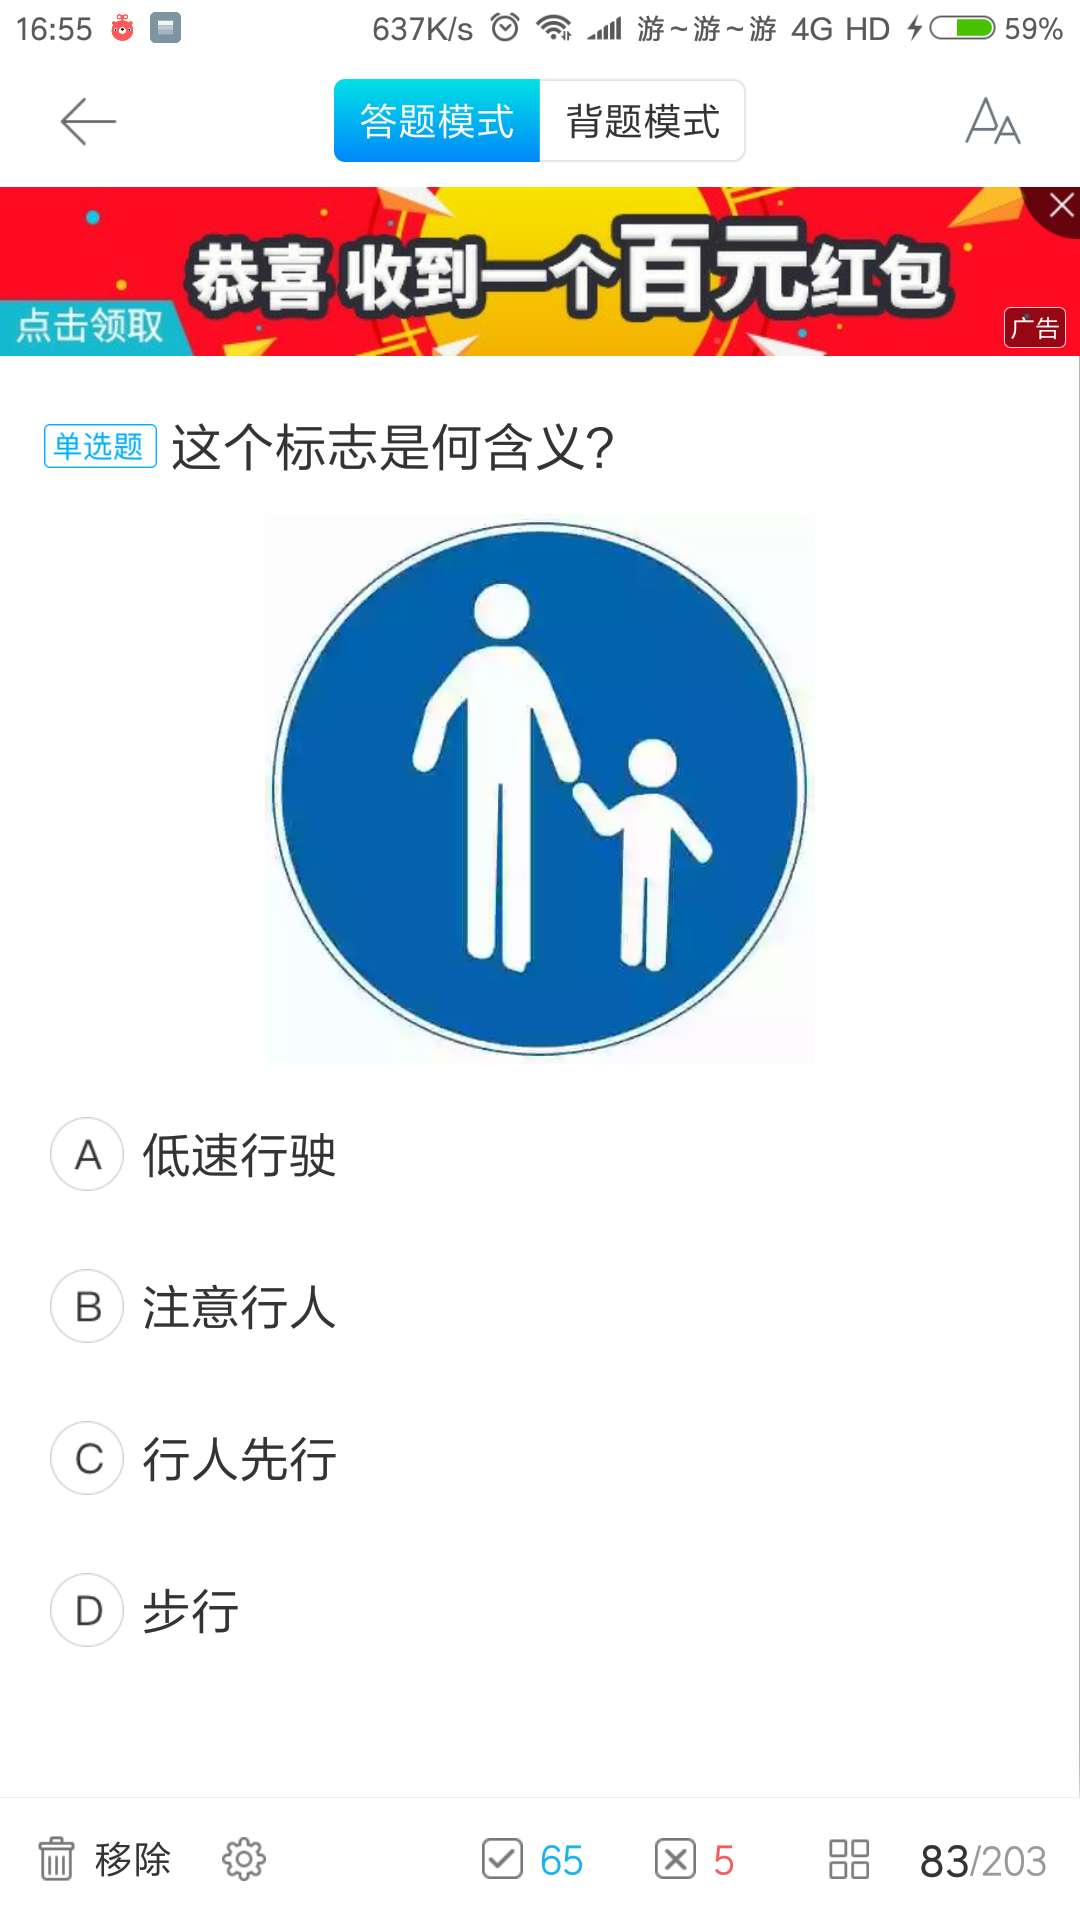 16:55 637K/s 游~游~游 4G HD 59%
答题模式 背题模式
恭喜 收到一个百元红包
点击领取
广告
单选题 这个标志是何含义?
A 低速行驶
B 注意行人
C 行人先行
D 步行
移除 65 5 83/203